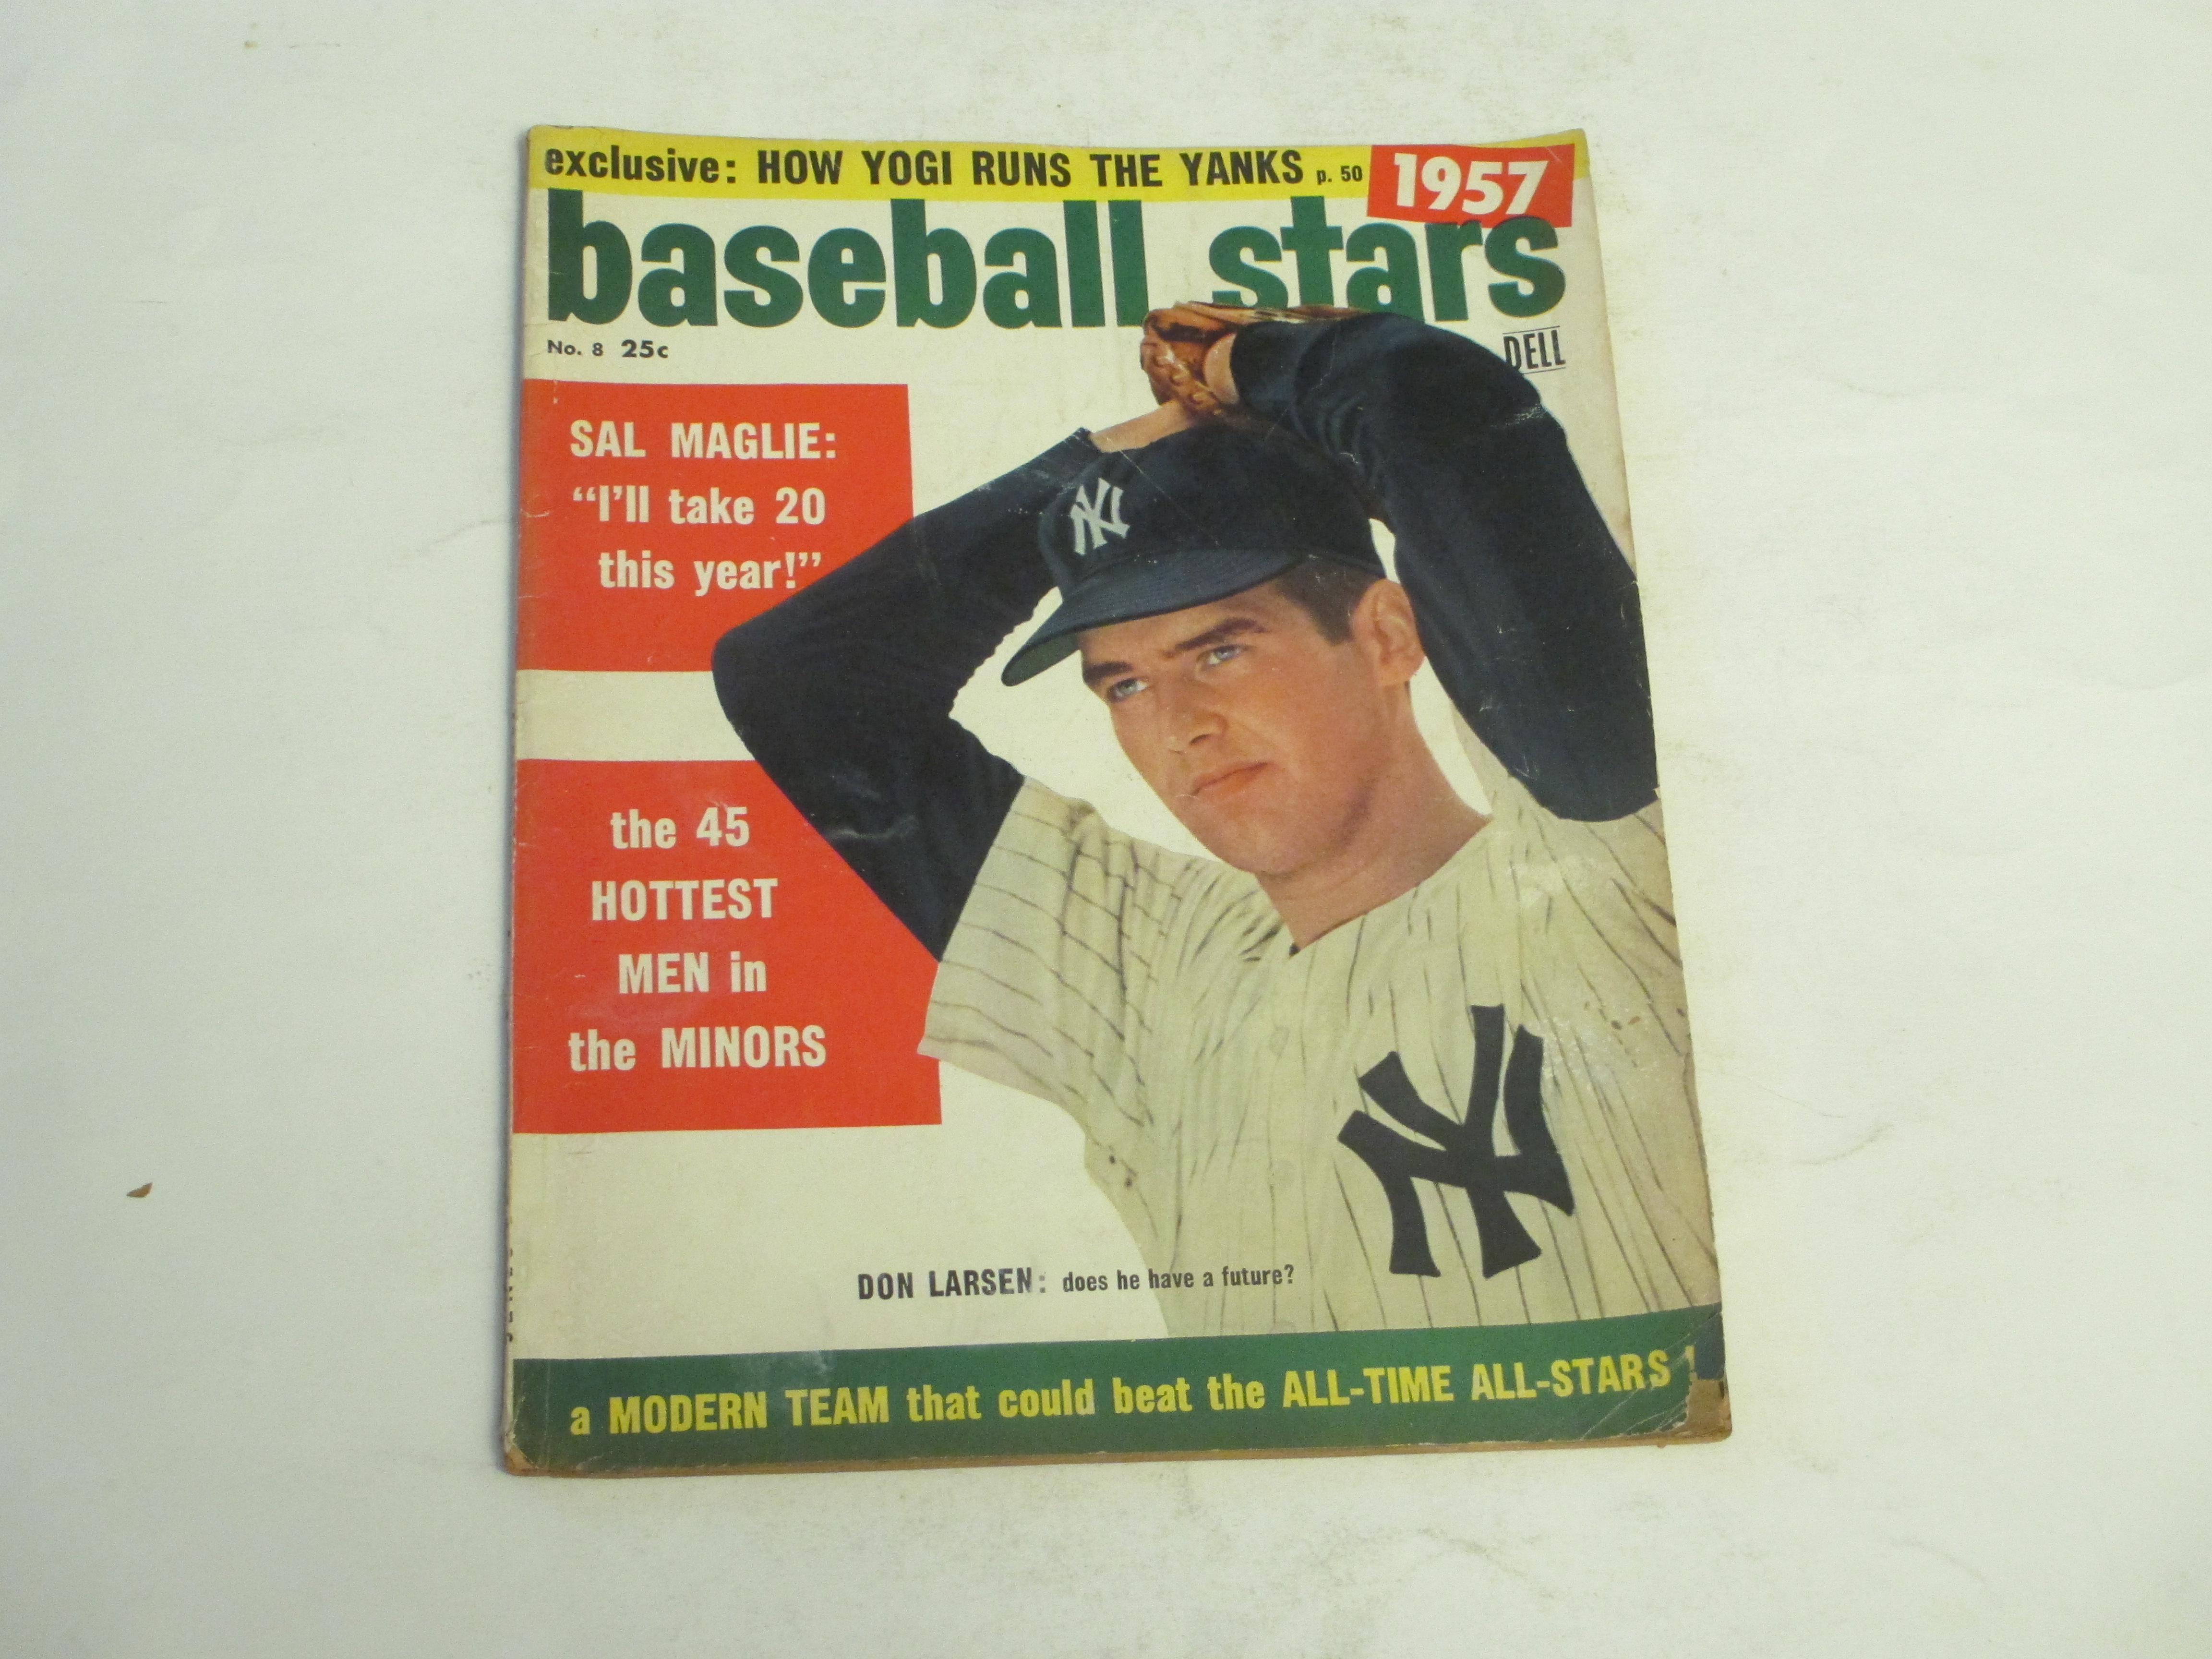 exclusive: HOW YOGI RUNS THE YANKS p. 50
1957
baseball stars
No. 8 25c
DELL
SAL MAGLIE:
“I’ll take 20
this year!”
NY
the 45
HOTTEST
MEN in
the MINORS
NY
DON LARSEN: does he have a future?
a MODERN TEAM that could beat the ALL-TIME ALL-STARS!